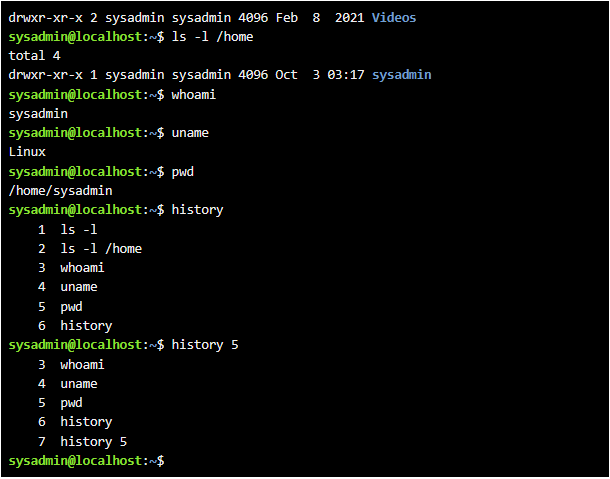 drwxr-xr-x 2 sysadmin sysadmin 4096 Feb  8  2021 Videos
sysadmin@localhost:~$ ls -l /home
total 4
drwxr-xr-x 1 sysadmin sysadmin 4096 Oct  3 03:17 sysadmin
sysadmin@localhost:~$ whoami
sysadmin
sysadmin@localhost:~$ uname
Linux
sysadmin@localhost:~$ pwd
/home/sysadmin
sysadmin@localhost:~$ history
    1  ls -l
    2  ls -l /home
    3  whoami
    4  uname
    5  pwd
    6  history
sysadmin@localhost:~$ history 5
    3  whoami
    4  uname
    5  pwd
    6  history
    7  history 5
sysadmin@localhost:~$